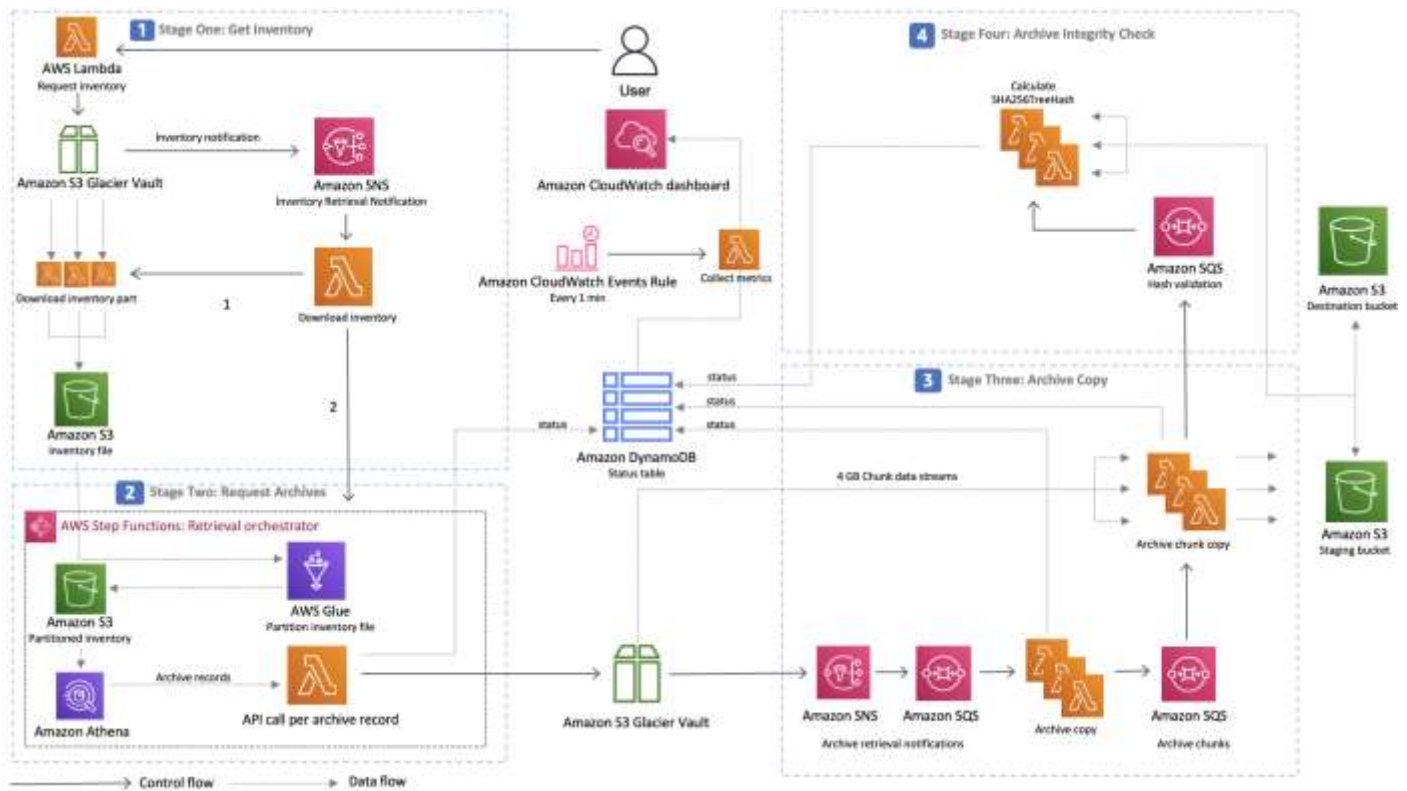 1 Stage One: Get Inventory
AWS Lambda
Request inventory
Inventory notification
Amazon S3 Glacier Vault
Amazon SNS
Inventory Retrieval Notification
Download inventory part
1
Download inventory
2
Amazon S3
Inventory file
User
Amazon CloudWatch dashboard
Amazon CloudWatch Events Rule
Every 1 min
Collect metrics
status
status
status
status
Amazon DynamoDB
Status table
4 Stage Four: Archive Integrity Check
Calculate
SHA256TreeHash
Amazon SQS
Hash validation
Amazon S3
Destination bucket
2 Stage Two: Request Archives
AWS Step Functions: Retrieval orchestrator
AWS Glue
Partition inventory file
Amazon S3
Partitioned inventory
Archive records
Amazon Athena
API call per archive record
Amazon S3 Glacier Vault
3 Stage Three: Archive Copy
4 GB Chunk data streams
Archive chunk copy
Amazon S3
Staging bucket
Amazon SNS
Amazon SQS
Archive retrieval notifications
Archive copy
Amazon SQS
Archive chunks
Control flow
Data flow